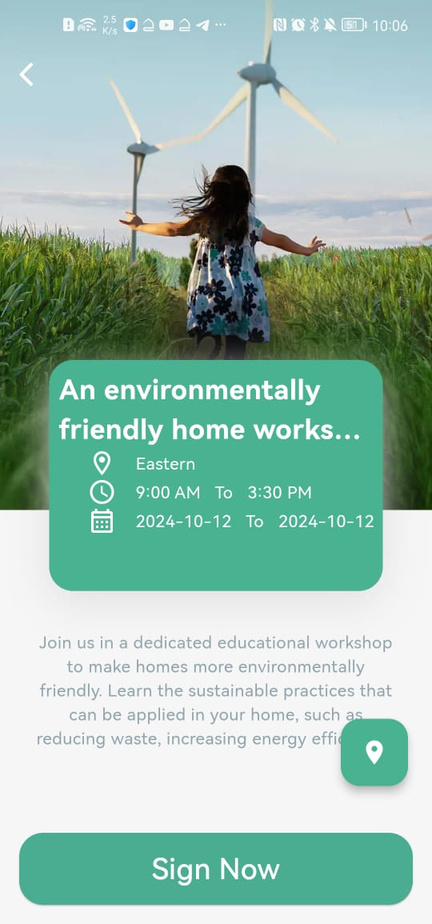 2.5
K/s
10:06
An environmentally
friendly home works...
Eastern
9:00 AM To 3:30 PM
2024-10-12 To 2024-10-12
Join us in a dedicated educational workshop
to make homes more environmentally
friendly. Learn the sustainable practices that
can be applied in your home, such as
reducing waste, increasing energy
Sign Now